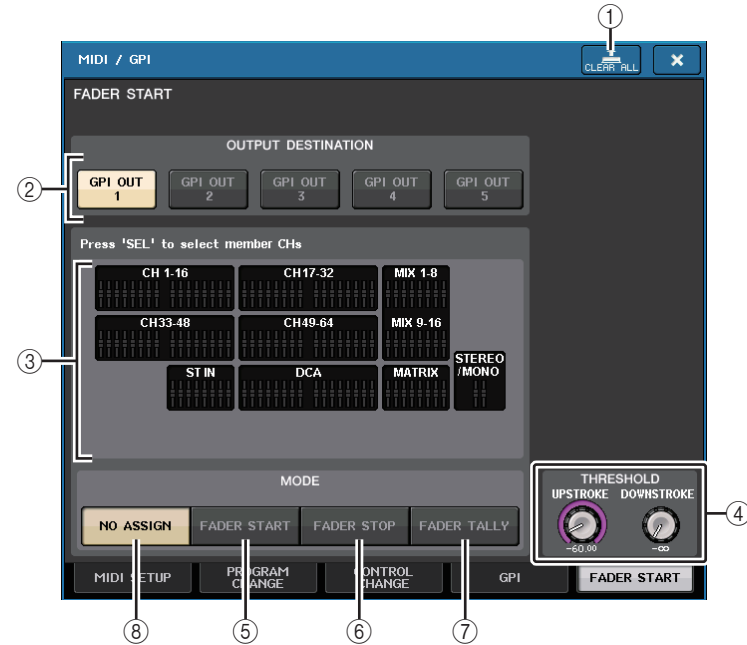 ①
MIDI / GPI
CLEAR ALL
×
FADER START
OUTPUT DESTINATION
②
GPI OUT 1
GPI OUT 2
GPI OUT 3
GPI OUT 4
GPI OUT 5
Press 'SEL' to select member CHs
③
CH 1-16
CH17-32
MIX 1-8
CH33-48
CH49-64
MIX 9-16
ST IN
DCA
MATRIX
STEREO /MONO
MODE
NO ASSIGN
FADER START
FADER STOP
FADER TALLY
THRESHOLD
UPSTROKE
DOWNSTROKE
-60.00
-∞
④
MIDI SETUP
PROGRAM CHANGE
CONTROL CHANGE
GPI
FADER START
⑧
⑤
⑥
⑦